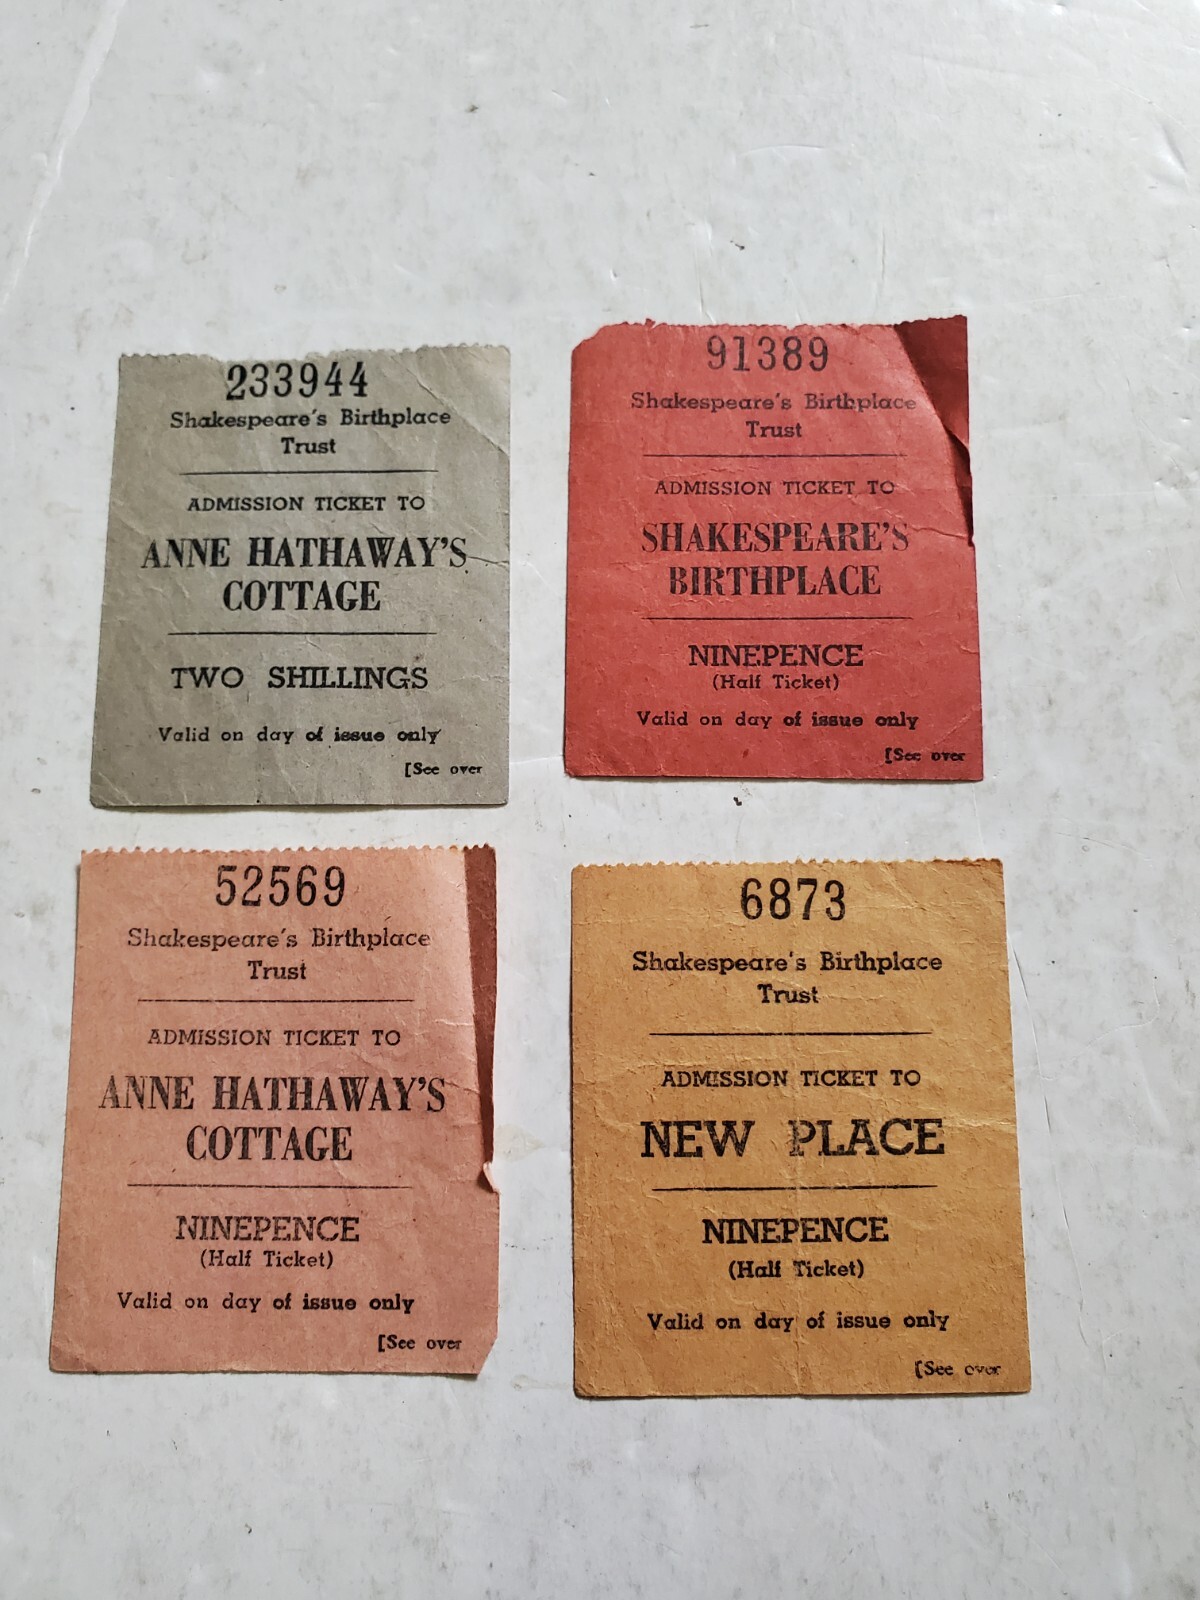 233944
Shakespeare's Birthplace
Trust
ADMISSION TICKET TO
ANNE HATHAWAY'S
COTTAGE
TWO SHILLINGS
Valid on day of issue only
[See over
91389
Shakespeare's Birthplace
Trust
ADMISSION TICKET TO
SHAKESPEARE'S
BIRTHPLACE
NINEPENCE
(Half Ticket)
Valid on day of issue only
[See over
52569
Shakespeare's Birthplace
Trust
ADMISSION TICKET TO
ANNE HATHAWAY'S
COTTAGE
NINEPENCE
(Half Ticket)
Valid on day of issue only
[See over
6873
Shakespeare's Birthplace
Trust
ADMISSION TICKET TO
NEW PLACE
NINEPENCE
(Half Ticket)
Valid on day of issue only
[See over